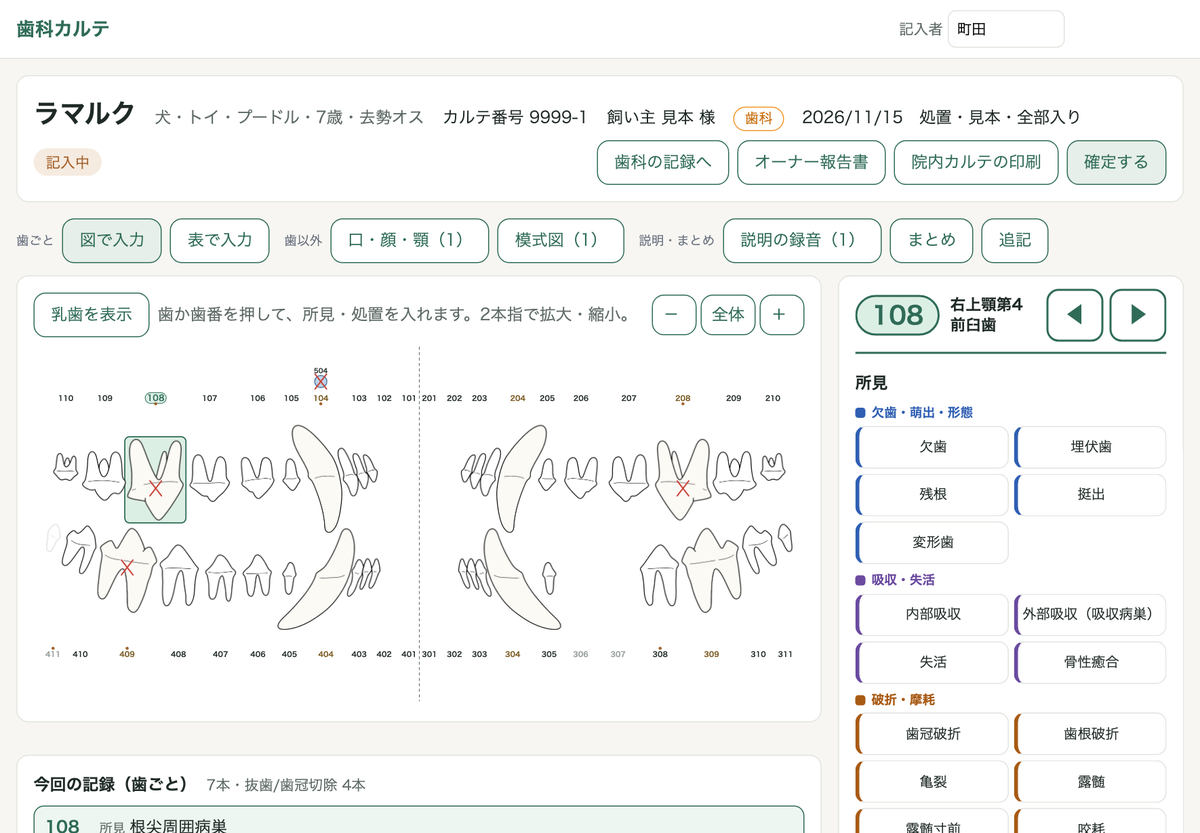 歯科カルテ
記入者 町田
ラマルク 犬・トイ・プードル・7歳・去勢オス カルテ番号 9999-1 飼い主 見本 様 歯科 2026/11/15 処置・見本・全部入り
記入中 歯科の記録へ オーナー報告書 院内カルテの印刷 確定する
歯ごと 図で入力 表で入力 歯以外 口・顔・顎（1） 模式図（1） 説明・まとめ 説明の録音（1） まとめ 追記
乳歯を表示 歯か歯番を押して、所見・処置を入れます。2本指で拡大・縮小。 − 全体 +
504
110 109 108 107 106 105 104 103 102 101 201 202 203 204 205 206 207 208 209 210
411 410 409 408 407 406 405 404 403 402 401 301 302 303 304 305 306 307 308 309 310 311
今回の記録（歯ごと） 7本・抜歯/歯冠切除 4本
108 所見 根尖周囲病巣
108 右上顎第4
前臼歯
◀ ▶
所見
欠歯・萌出・形態
欠歯 埋伏歯
残根 挺出
変形歯
吸収・失活
内部吸収 外部吸収（吸収病巣）
失活 骨性癒合
破折・摩耗
歯冠破折 歯根破折
亀裂 露髄
露髄寸前 咬耗